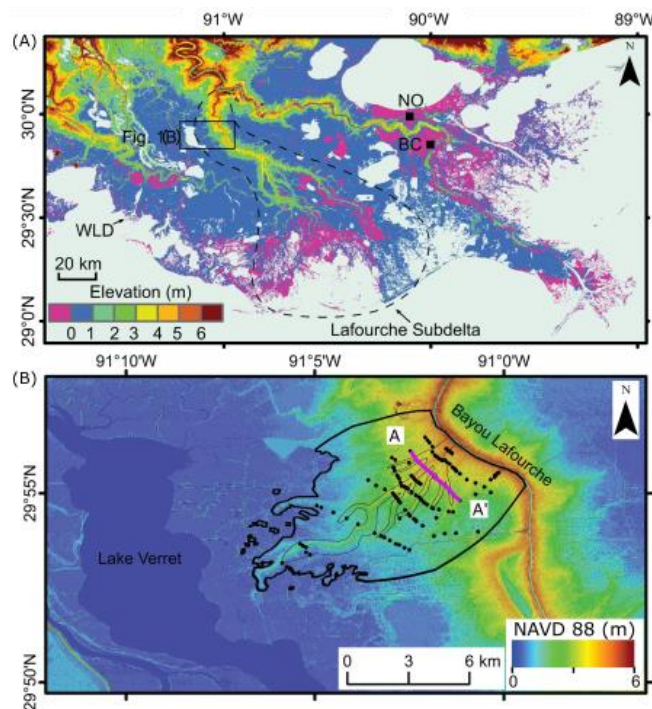 91°W 90°W 89°W
(A)
N
NO
30°0'N
Fig. 1(B)
BC
29°30'N
WLD
20 km
Elevation (m)
0 1 2 3 4 5 6
Lafourche Subdelta
29°0'N
91°10'W 91°5'W 91°0'W
(B)
N
Bayou Lafourche
A
29°55'N
A'
Lake Verret
NAVD 88 (m)
0 3 6 km
0 6
29°50'N